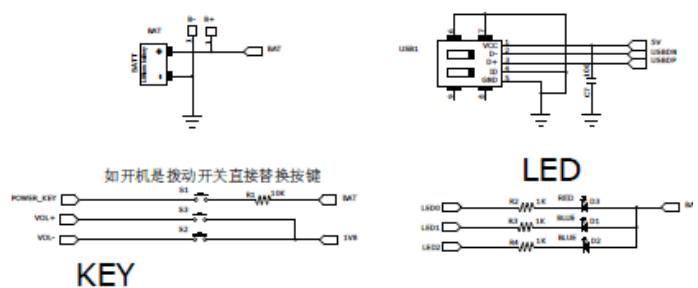 BAT
B-
B+
BAT
BATT
USB1
VCC
D-
D+
ID
GND
1
2
3
4
5
5V
USBDN
USBDP
C7
LED
如开机是拨动开关直接替换按键
POWER_KEY
S1
R1
10K
BAT
VOL+
S3
VOL-
S2
1V8
KEY
LED0
R2
1K
RED
D3
LED1
R3
1K
BLUE
D1
LED2
R4
1K
BLUE
D2